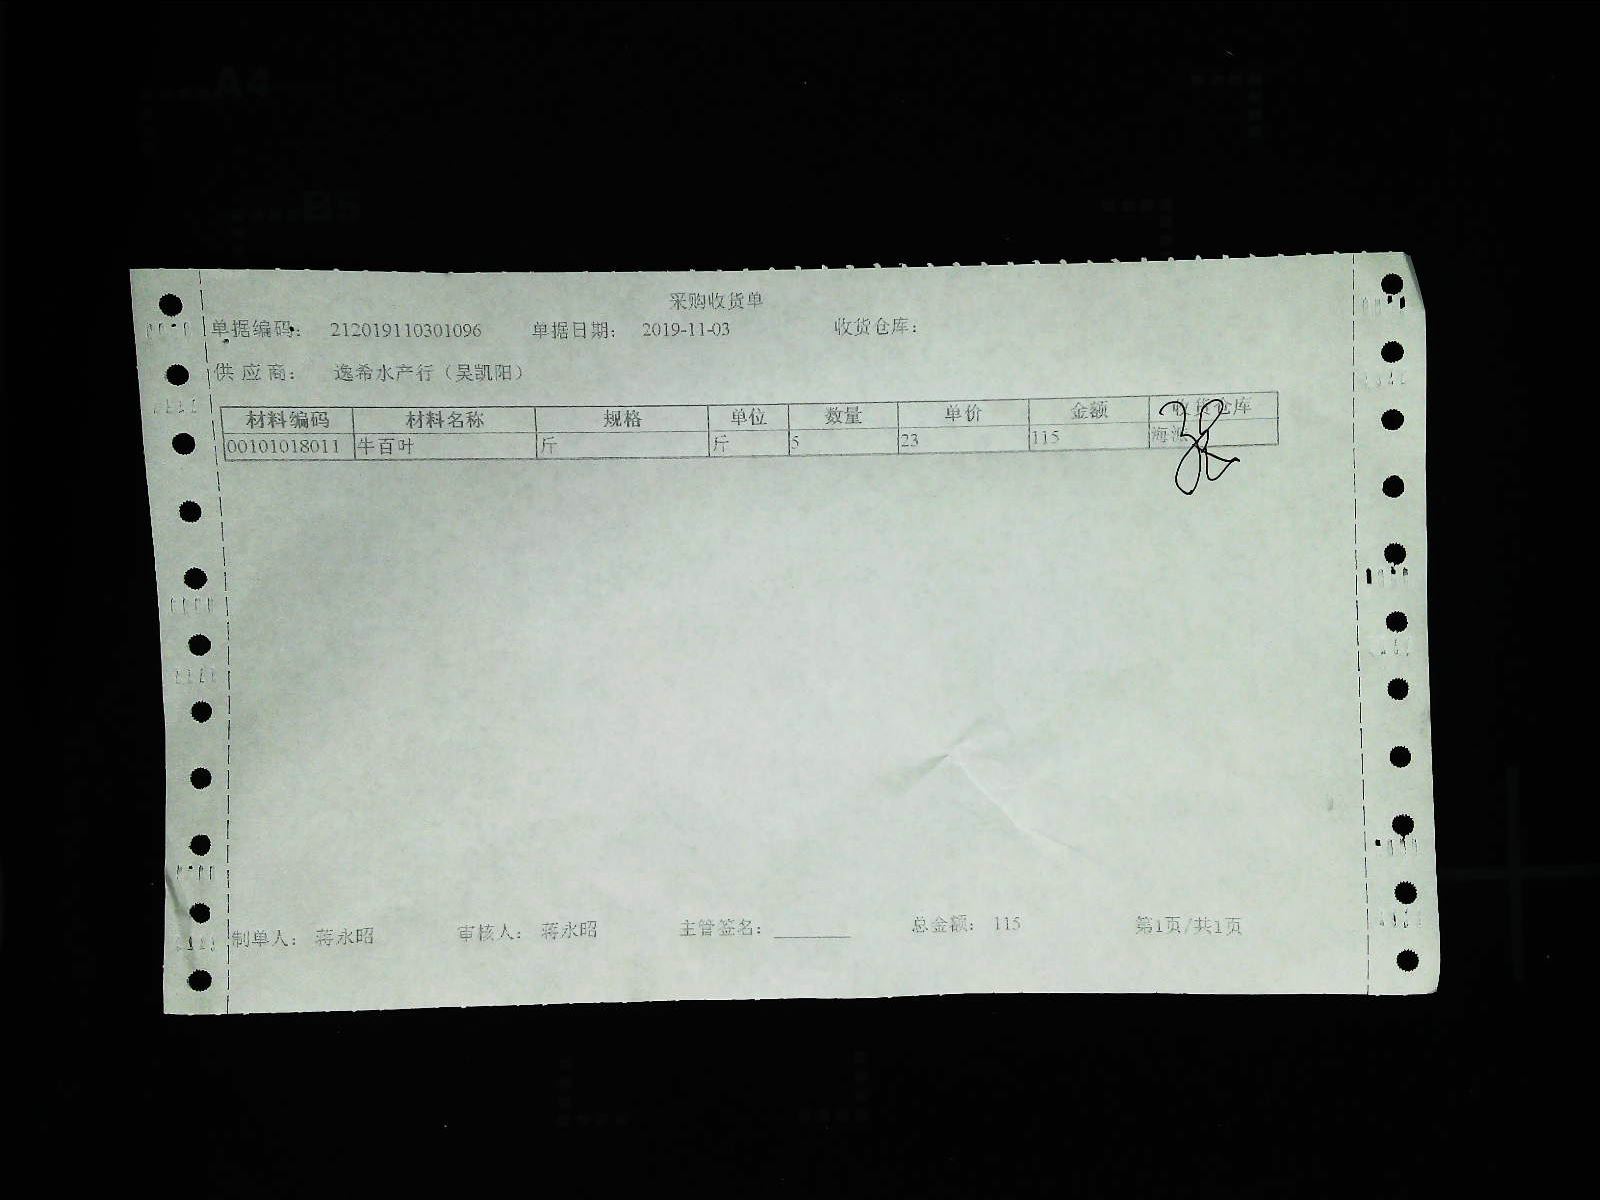 A4
B5
采购收货单
单据编码： 212019110301096 单据日期： 2019-11-03 收货仓库：
供应商： 逸希水产行（吴凯阳）
材料编码 材料名称 规格 单位 数量 单价 金额 收货仓库
00101018011 牛百叶 斤 斤 5 23 115 海
制单人： 蒋永昭 审核人： 蒋永昭 主管签名： 总金额： 115 第1页/共1页